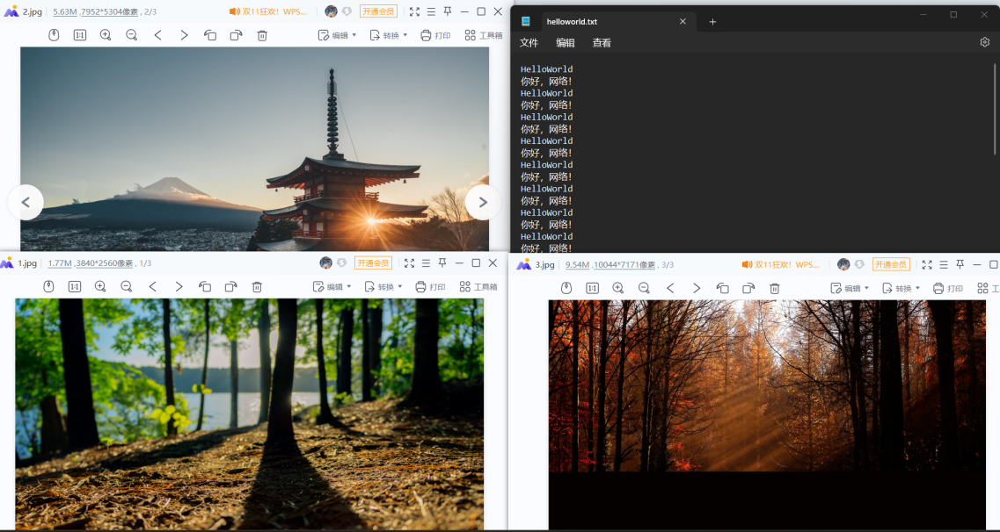 2.jpg 5.63M ,7952*5304像素 , 2/3 双11狂欢！WPS... 开通会员
1:1 编辑 转换 打印 工具箱
helloworld.txt
文件 编辑 查看
HelloWorld
你好，网络！
HelloWorld
你好，网络！
HelloWorld
你好，网络！
HelloWorld
你好，网络！
HelloWorld
你好，网络！
HelloWorld
你好，网络！
HelloWorld
你好，网络！
HelloWorld
1.jpg 1.77M ,3840*2560像素 , 1/3 开通会员
1:1 编辑 转换 打印 工具箱
3.jpg 9.54M ,10044*7171像素 , 3/3 双11狂欢！WPS... 开通会员
1:1 编辑 转换 打印 工